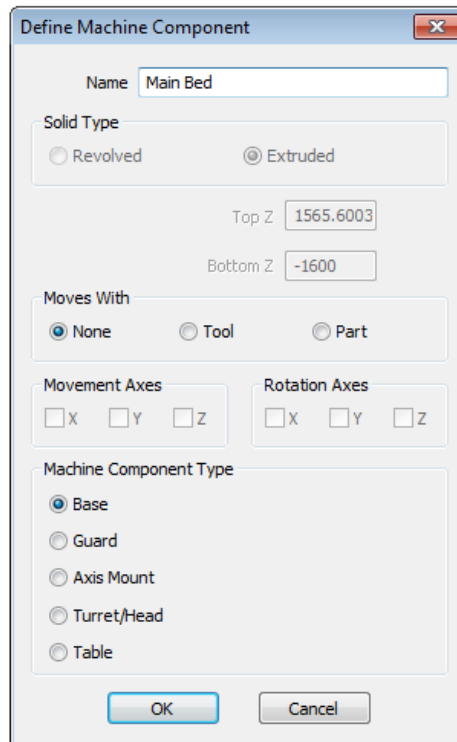 Define Machine Component
Name Main Bed
Solid Type
Revolved Extruded
Top Z 1565.6003
Bottom Z -1600
Moves With
None Tool Part
Movement Axes Rotation Axes
X Y Z X Y Z
Machine Component Type
Base
Guard
Axis Mount
Turret/Head
Table
OK Cancel